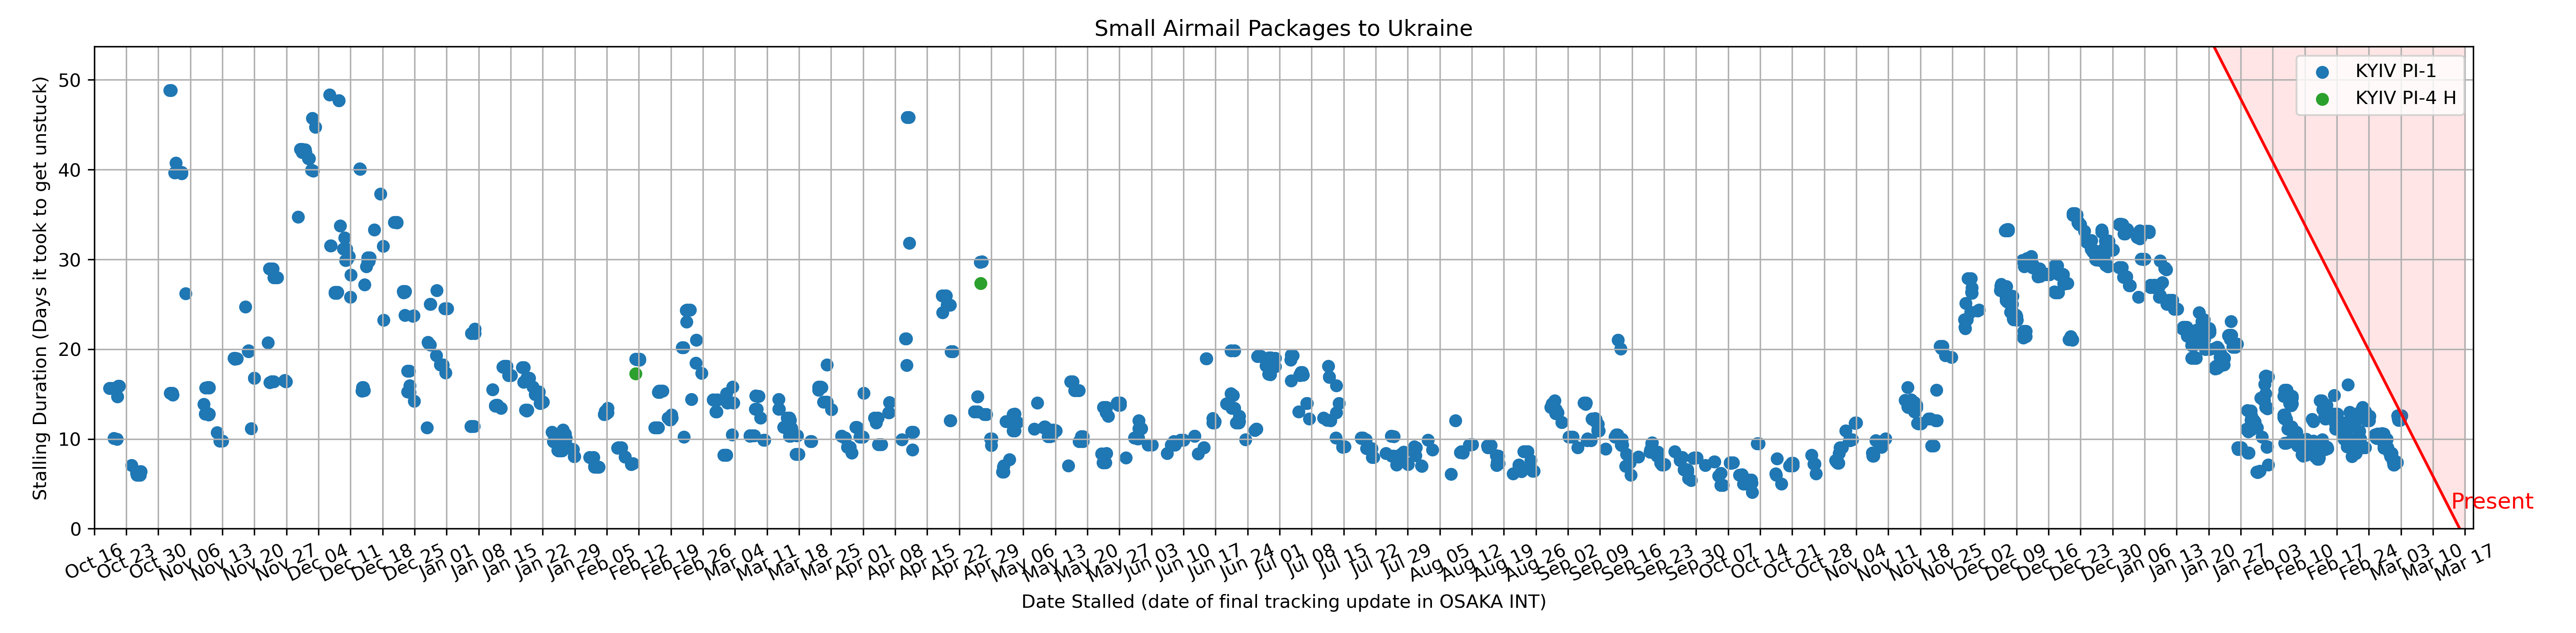 Small Airmail Packages to Ukraine
KYIV PI-1
KYIV PI-4 H
Stalling Duration (Days it took to get unstuck)
50
40
30
20
10
0
Present
Oct 16
Oct 23
Oct 30
Nov 06
Nov 13
Nov 20
Nov 27
Dec 04
Dec 11
Dec 18
Dec 25
Jan 01
Jan 08
Jan 15
Jan 22
Jan 29
Feb 05
Feb 12
Feb 19
Feb 26
Mar 04
Mar 11
Mar 18
Mar 25
Apr 01
Apr 08
Apr 15
Apr 22
Apr 29
May 06
May 13
May 20
May 27
Jun 03
Jun 10
Jun 17
Jun 24
Jul 01
Jul 08
Jul 15
Jul 22
Jul 29
Aug 05
Aug 12
Aug 19
Aug 26
Sep 02
Sep 09
Sep 16
Sep 23
Sep 30
Oct 07
Oct 14
Oct 21
Oct 28
Nov 04
Nov 11
Nov 18
Nov 25
Dec 02
Dec 09
Dec 16
Dec 23
Dec 30
Jan 06
Jan 13
Jan 20
Jan 27
Feb 03
Feb 10
Feb 17
Feb 24
Mar 03
Mar 10
Mar 17
Date Stalled (date of final tracking update in OSAKA INT)